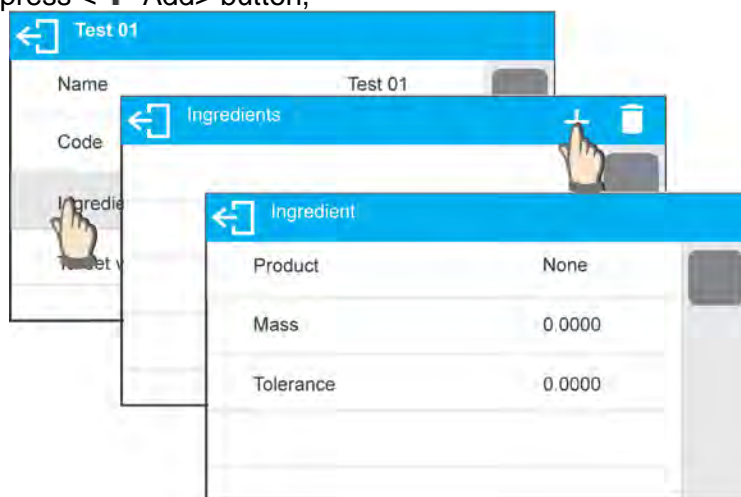 press < + Add> button,
Test 01
Name Test 01
Code
Ingredients
Ingredient
Product None
Mass 0.0000
Tolerance 0.0000